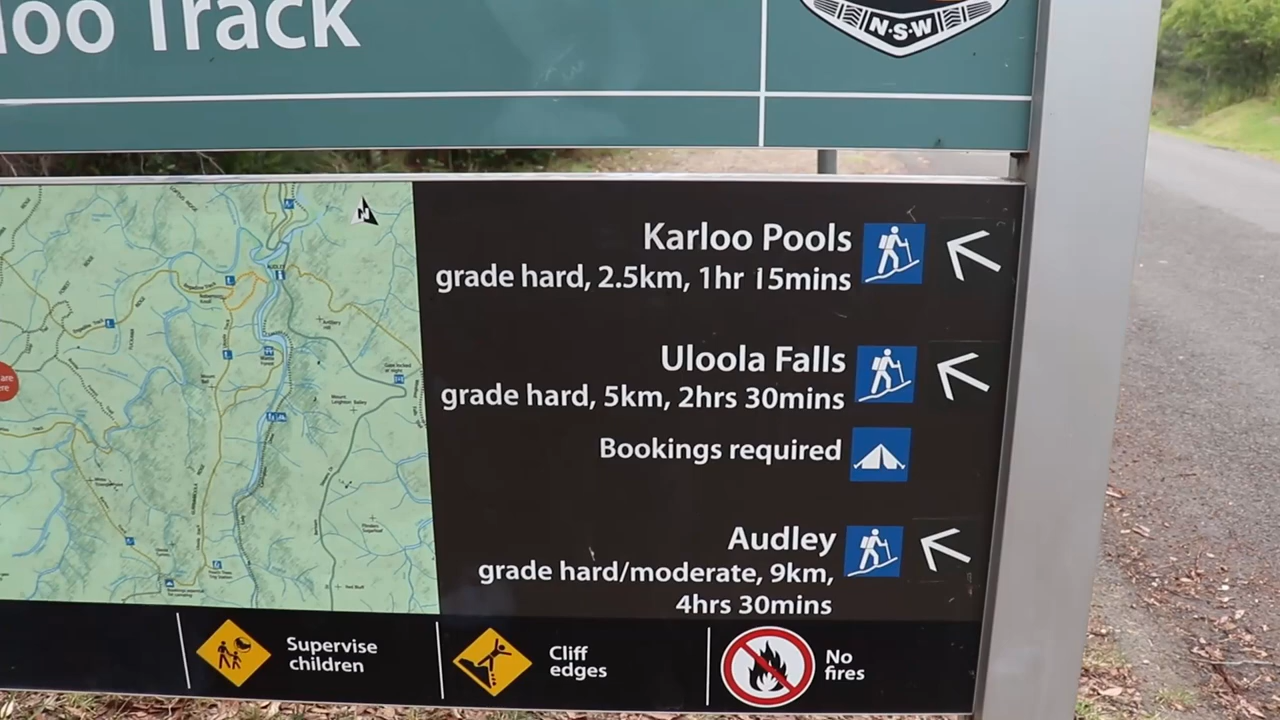 loo Track
N·S·W
N
Karloo Pools
grade hard, 2.5km, 1hr 15mins
Uloola Falls
grade hard, 5km, 2hrs 30mins
Bookings required
Audley
grade hard/moderate, 9km,
4hrs 30mins
are
Supervise
children
Cliff
edges
No
fires